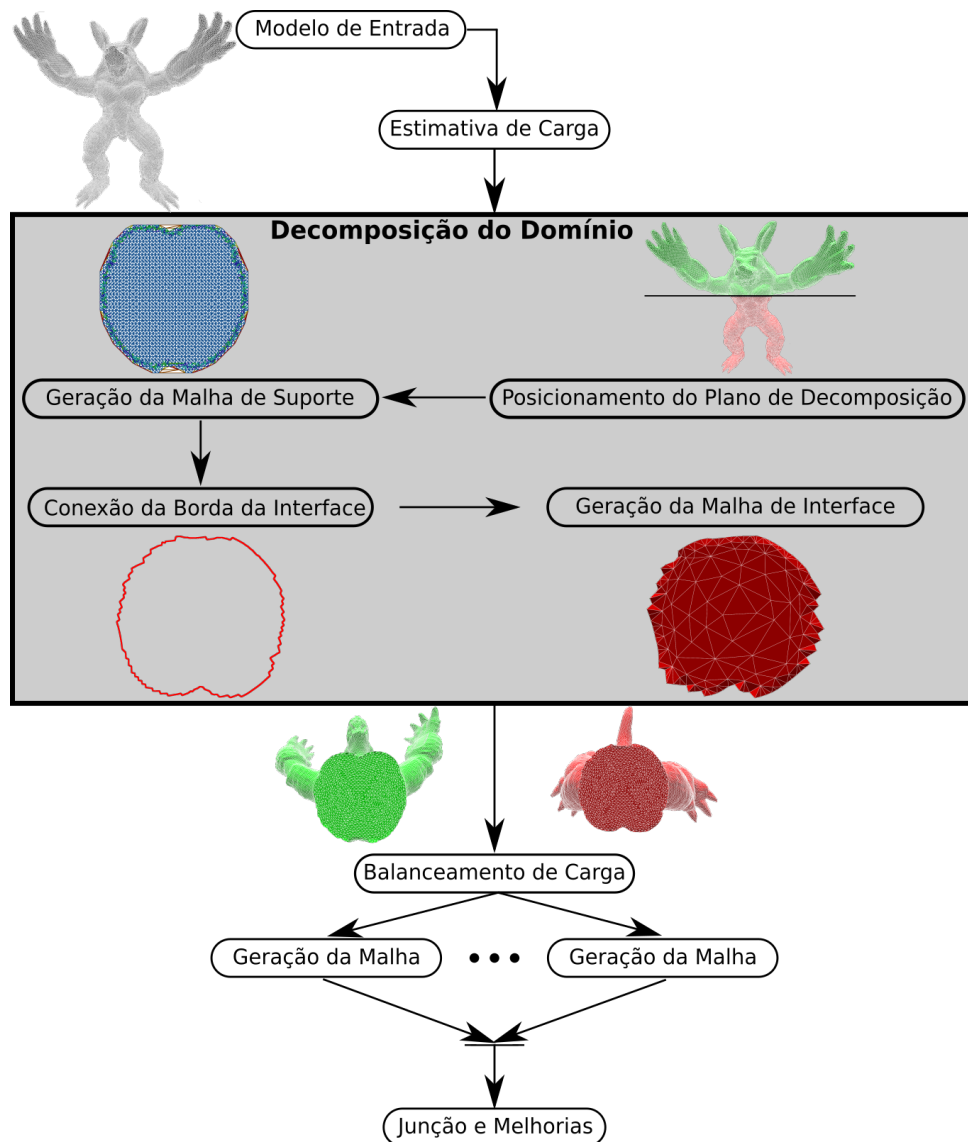 Modelo de Entrada
Estimativa de Carga
Decomposição do Domínio
Geração da Malha de Suporte
Posicionamento do Plano de Decomposição
Conexão da Borda da Interface
Geração da Malha de Interface
Balanceamento de Carga
Geração da Malha
Geração da Malha
Junção e Melhorias